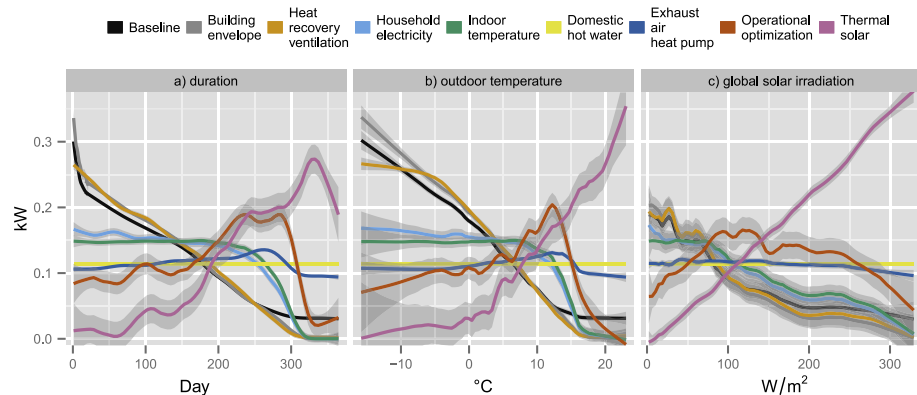 Baseline
Building
envelope
Heat
recovery
ventilation
Household
electricity
Indoor
temperature
Domestic
hot water
Exhaust
air
heat pump
Operational
optimization
Thermal
solar
a) duration
b) outdoor temperature
c) global solar irradiation
kW
0.3
0.2
0.1
0.0
0 100 200 300
−10 0 10 20
0 100 200 300
Day
°C
W/m²